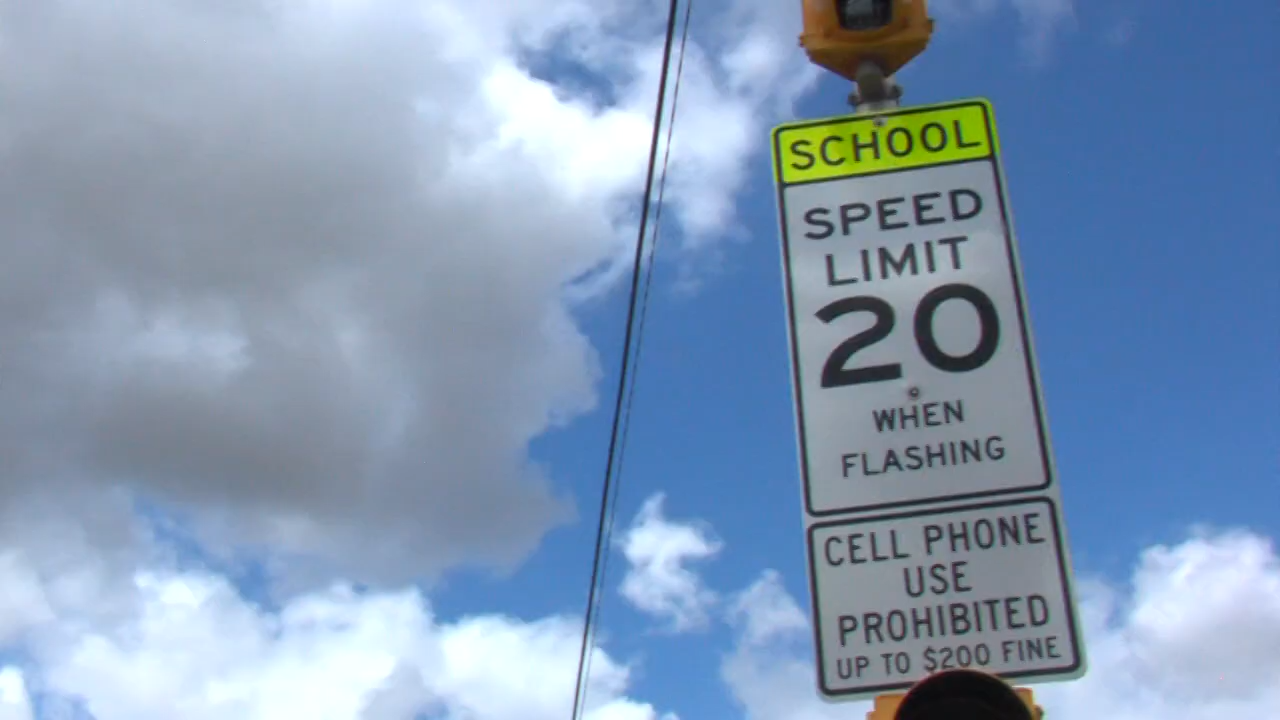 SCHOOL
SPEED
LIMIT
20
WHEN
FLASHING
CELL PHONE
USE
PROHIBITED
UP TO $200 FINE